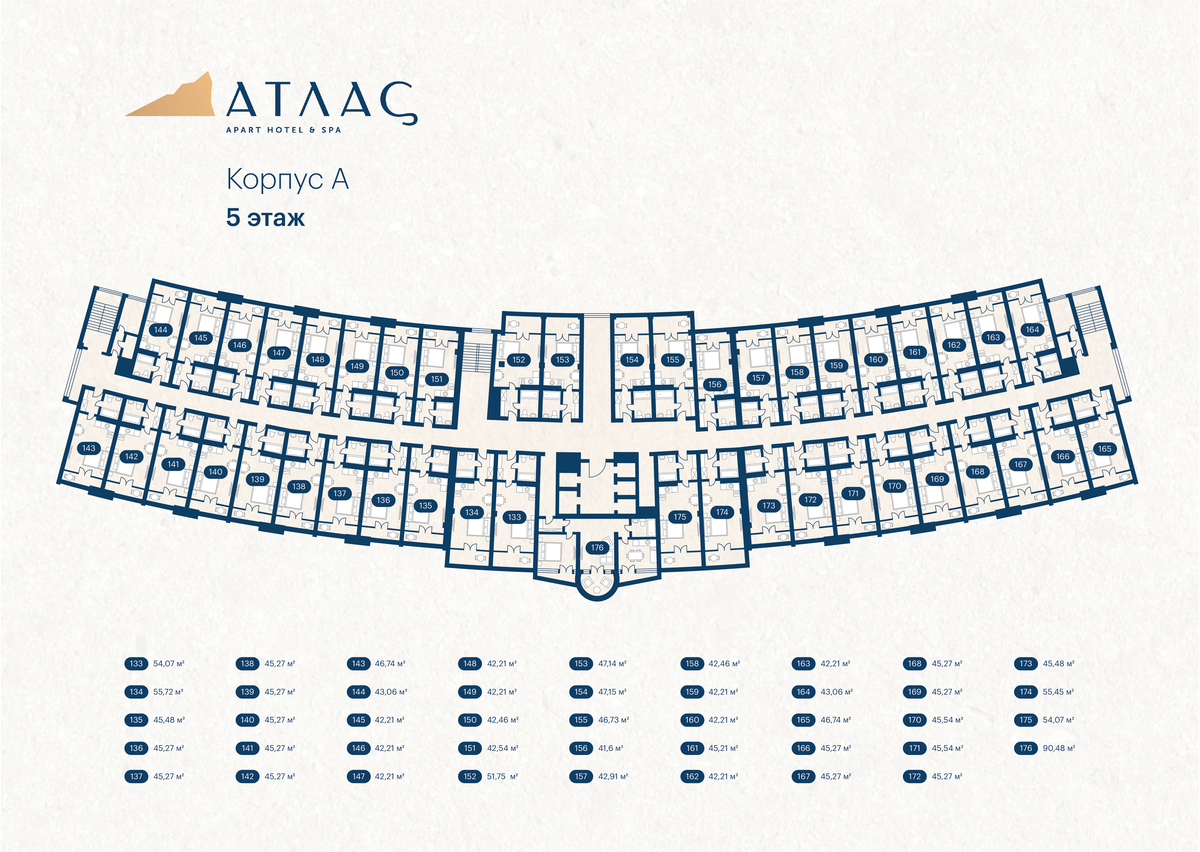 АТЛАС
APART HOTEL & SPA
Корпус А
5 этаж
144 145 146 147 148 149 150 151 152 153 154 155 156 157 158 159 160 161 162 163 164
143 142 141 140 139 138 137 136 135 134 133 176 175 174 173 172 171 170 169 168 167 166 165
133 54,07 м² 138 45,27 м² 143 46,74 м² 148 42,21 м² 153 47,14 м² 158 42,46 м² 163 42,21 м² 168 45,27 м² 173 45,48 м²
134 55,72 м² 139 45,27 м² 144 43,06 м² 149 42,21 м² 154 47,15 м² 159 42,21 м² 164 43,06 м² 169 45,27 м² 174 55,45 м²
135 45,48 м² 140 45,27 м² 145 42,21 м² 150 42,46 м² 155 46,73 м² 160 42,21 м² 165 46,74 м² 170 45,54 м² 175 54,07 м²
136 45,27 м² 141 45,27 м² 146 42,21 м² 151 42,54 м² 156 41,6 м² 161 45,21 м² 166 45,27 м² 171 45,54 м² 176 90,48 м²
137 45,27 м² 142 45,27 м² 147 42,21 м² 152 51,75 м² 157 42,91 м² 162 42,21 м² 167 45,27 м² 172 45,27 м²